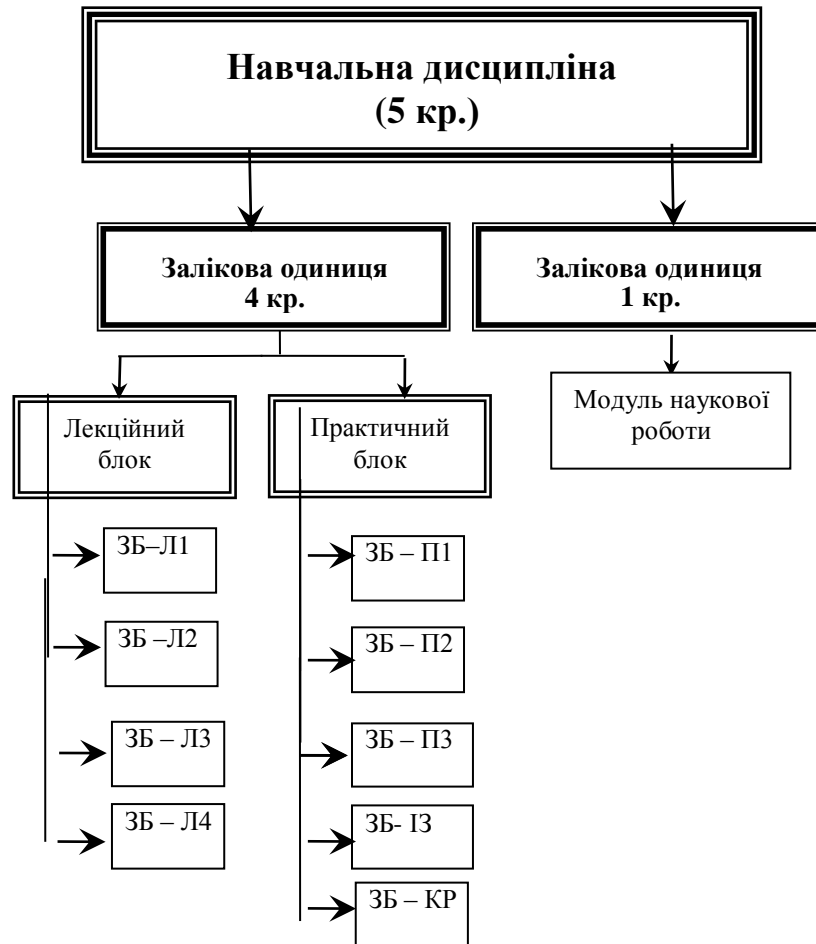 Навчальна дисципліна
(5 кр.)
Залікова одиниця
4 кр.
Залікова одиниця
1 кр.
Лекційний
блок
Практичний
блок
Модуль наукової
роботи
ЗБ–Л1
ЗБ –Л2
ЗБ – Л3
ЗБ – Л4
ЗБ – П1
ЗБ – П2
ЗБ – П3
ЗБ- ІЗ
ЗБ – КР